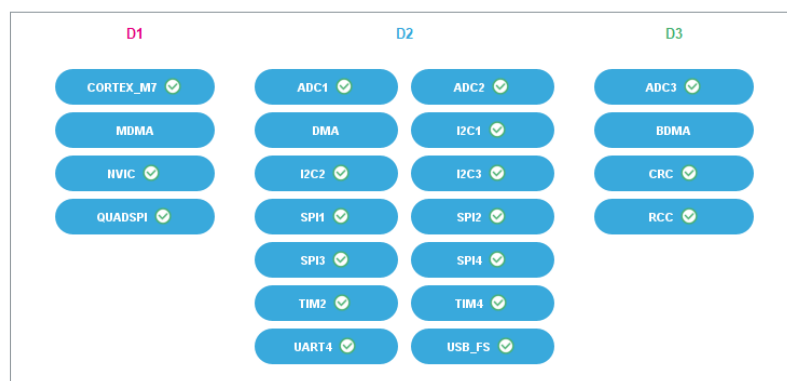 D1 D2 D3
CORTEX_M7 ADC1 ADC2 ADC3
MDMA DMA I2C1 BDMA
NVIC I2C2 I2C3 CRC
QUADSPI SPI1 SPI2 RCC
SPI3 SPI4
TIM2 TIM4
UART4 USB_FS